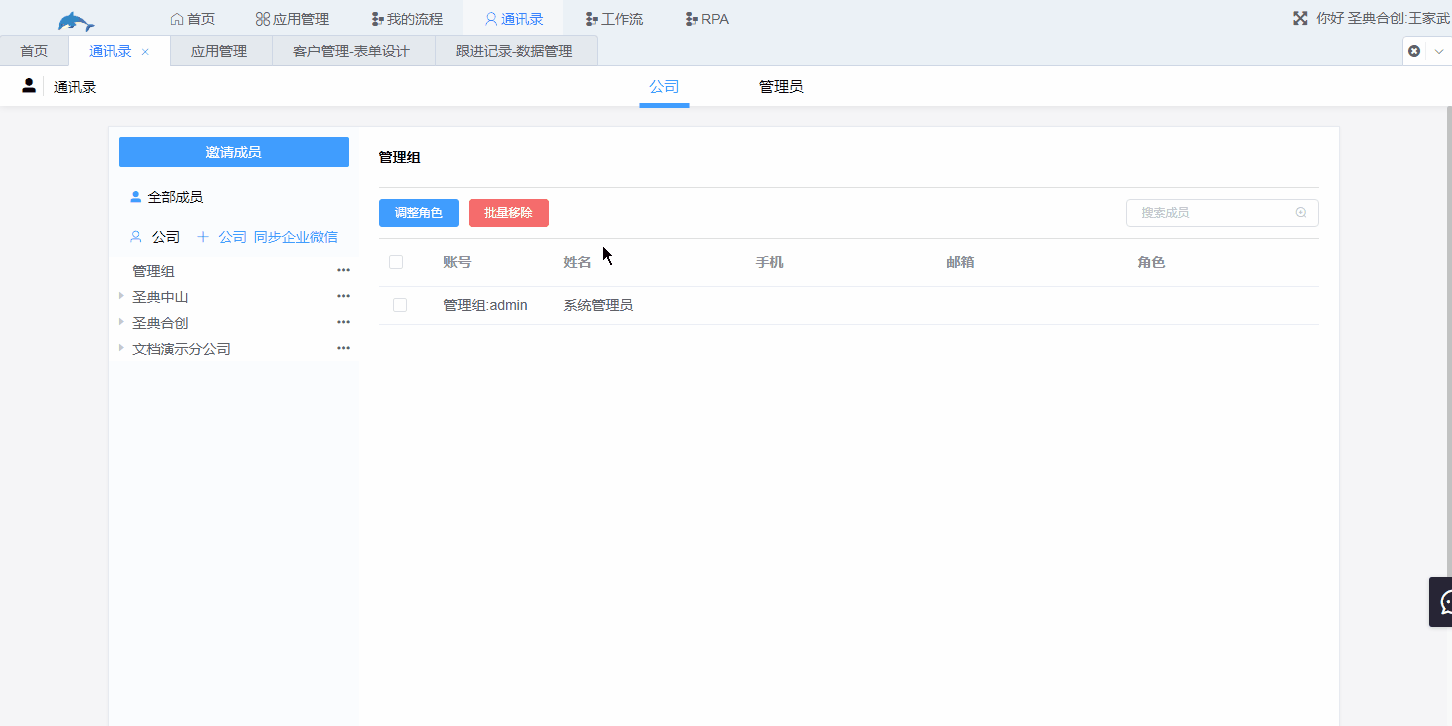 首页 应用管理 我的流程 通讯录 工作流 RPA 你好 圣典合创:王家武
首页 通讯录 × 应用管理 客户管理-表单设计 跟进记录-数据管理
通讯录 公司 管理员
邀请成员
全部成员
公司 + 公司 同步企业微信
管理组
圣典中山
圣典合创
文档演示分公司
管理组
调整角色 批量移除 搜索成员
账号 姓名 手机 邮箱 角色
管理组:admin 系统管理员